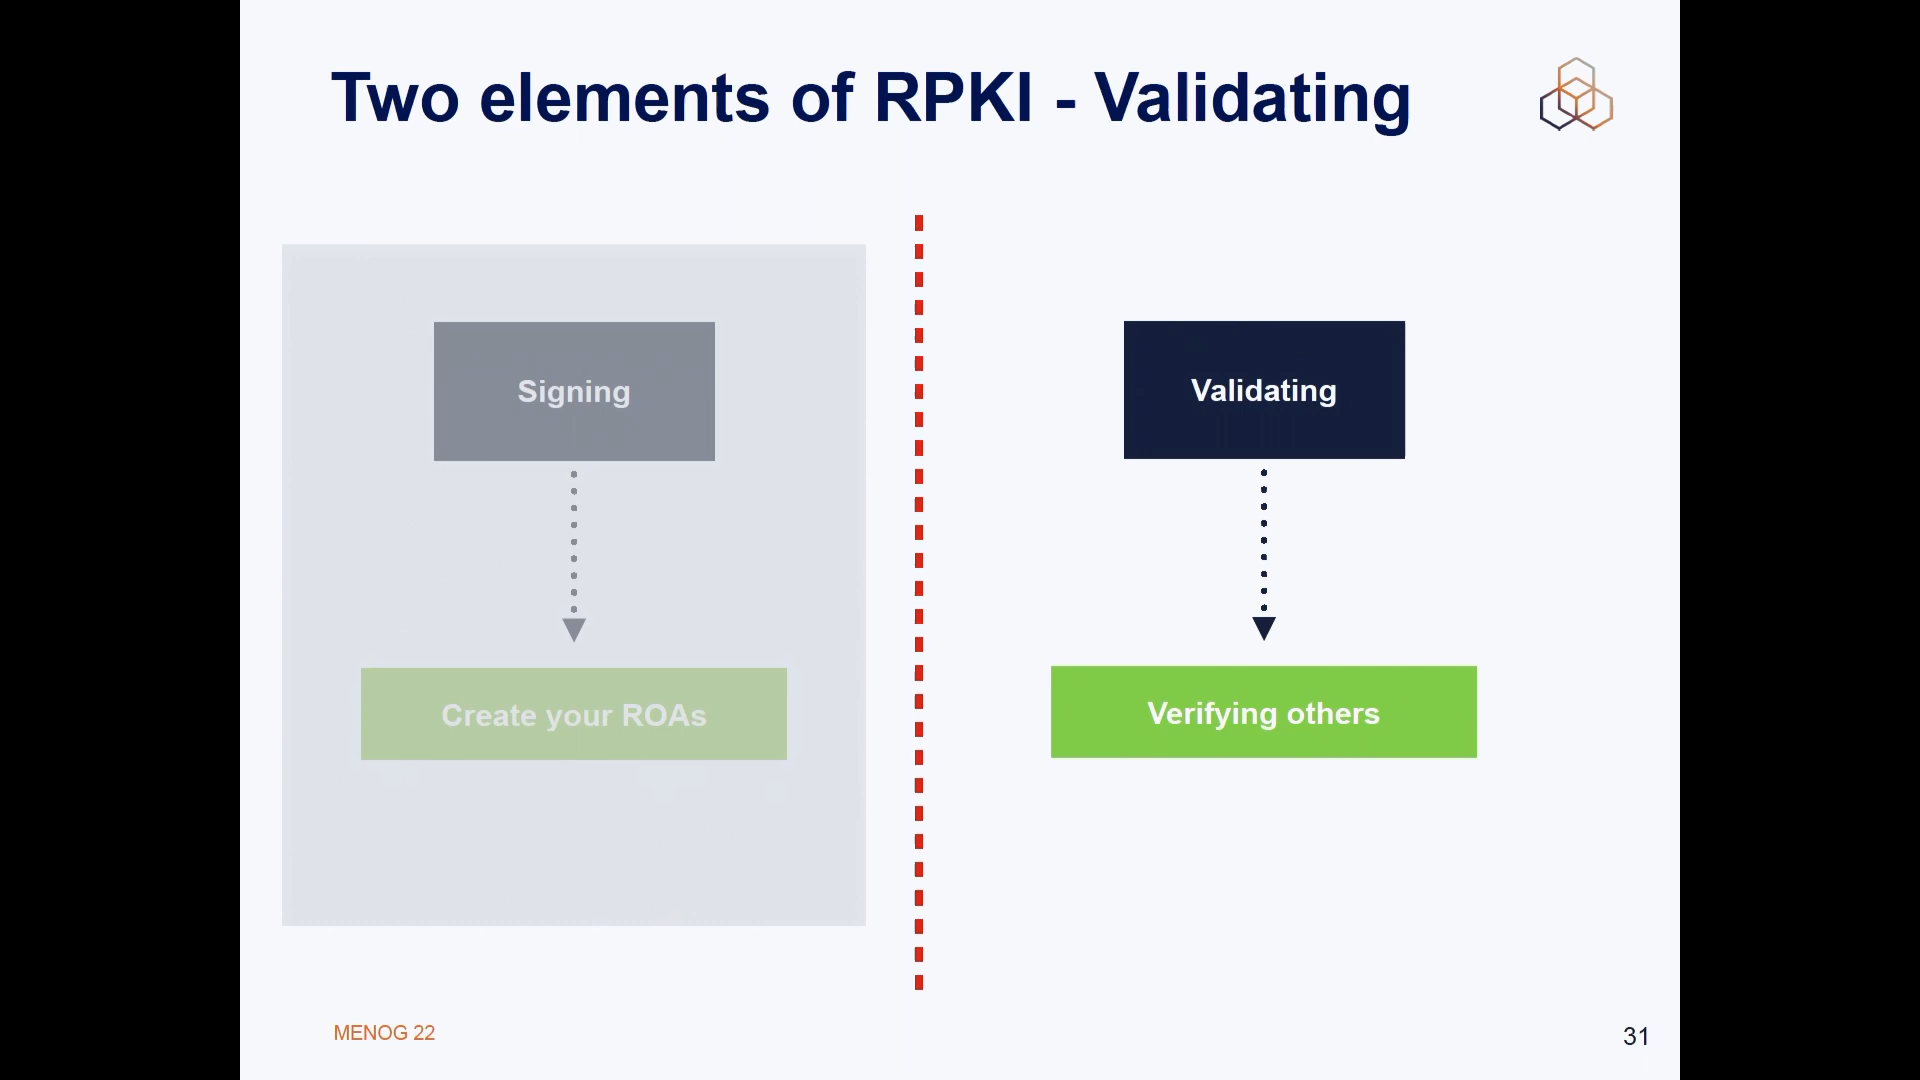 Two elements of RPKI - Validating
Signing
Create your ROAs
Validating
Verifying others
MENOG 22
31